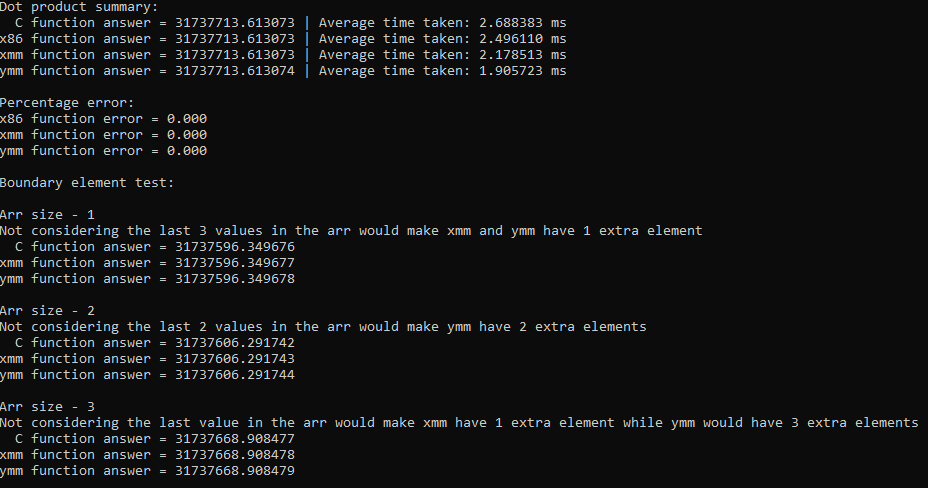 Dot product summary:
C function answer = 31737713.613073 | Average time taken: 2.688383 ms
x86 function answer = 31737713.613073 | Average time taken: 2.496110 ms
xmm function answer = 31737713.613073 | Average time taken: 2.178513 ms
ymm function answer = 31737713.613074 | Average time taken: 1.905723 ms
Percentage error:
x86 function error = 0.000
xmm function error = 0.000
ymm function error = 0.000
Boundary element test:
Arr size - 1
Not considering the last 3 values in the arr would make xmm and ymm have 1 extra element
C function answer = 31737596.349676
xmm function answer = 31737596.349677
ymm function answer = 31737596.349678
Arr size - 2
Not considering the last 2 values in the arr would make ymm have 2 extra elements
C function answer = 31737606.291742
xmm function answer = 31737606.291743
ymm function answer = 31737606.291744
Arr size - 3
Not considering the last value in the arr would make xmm have 1 extra element while ymm would have 3 extra elements
C function answer = 31737668.908477
xmm function answer = 31737668.908478
ymm function answer = 31737668.908479